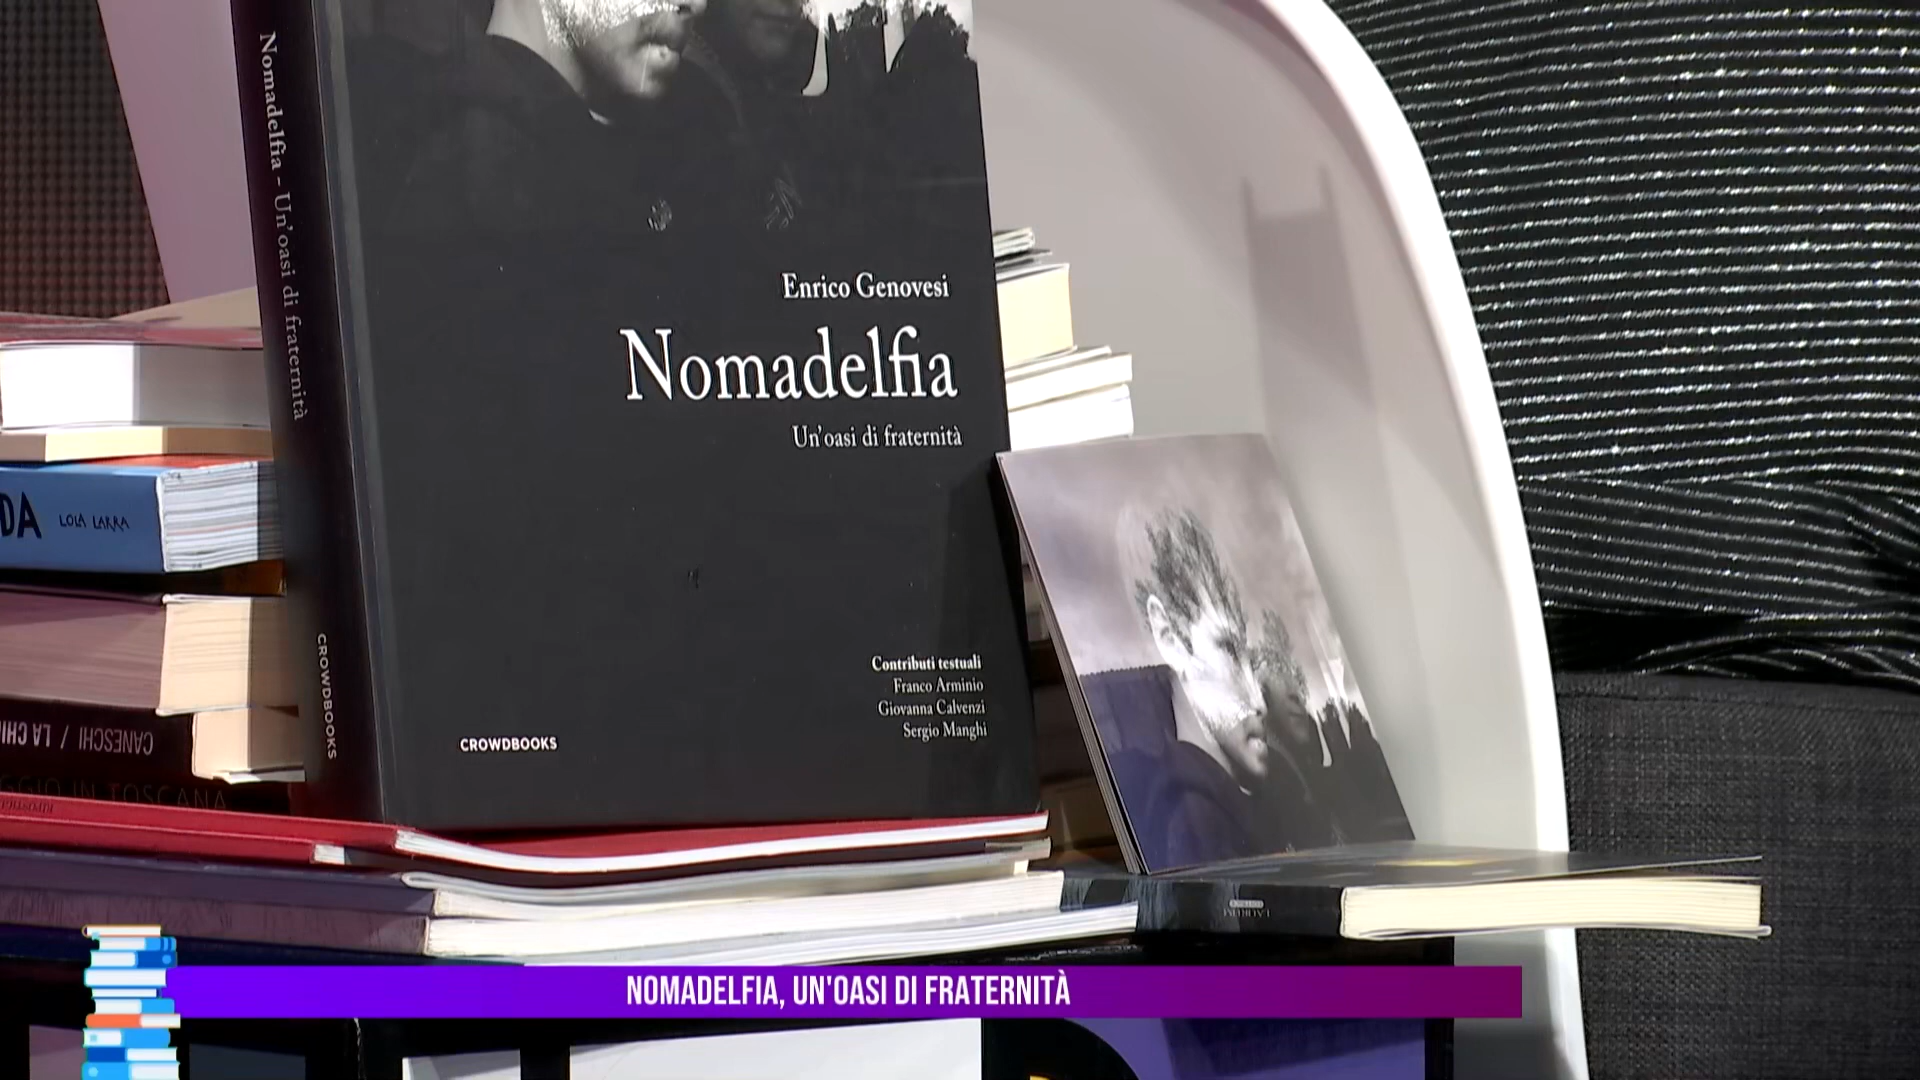 Nomadelfia - Un'oasi di fraternità
CROWDBOOKS
Enrico Genovesi
Nomadelfia
Un'oasi di fraternità
Contributi testuali
Franco Arminio
Giovanna Calvenzi
Sergio Manghi
CROWDBOOKS
DA LOLA LARRA
CANESCHI / LA CHI
GGIO IN TOSCANA
NOMADELFIA, UN'OASI DI FRATERNITÀ